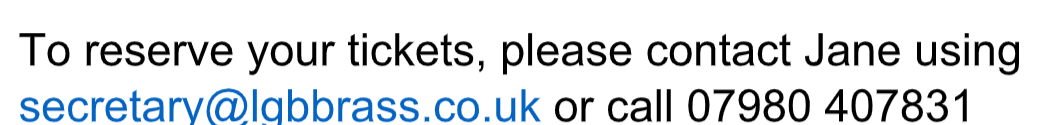 To reserve your tickets, please contact Jane using
secretary@lgbbrass.co.uk or call 07980 407831